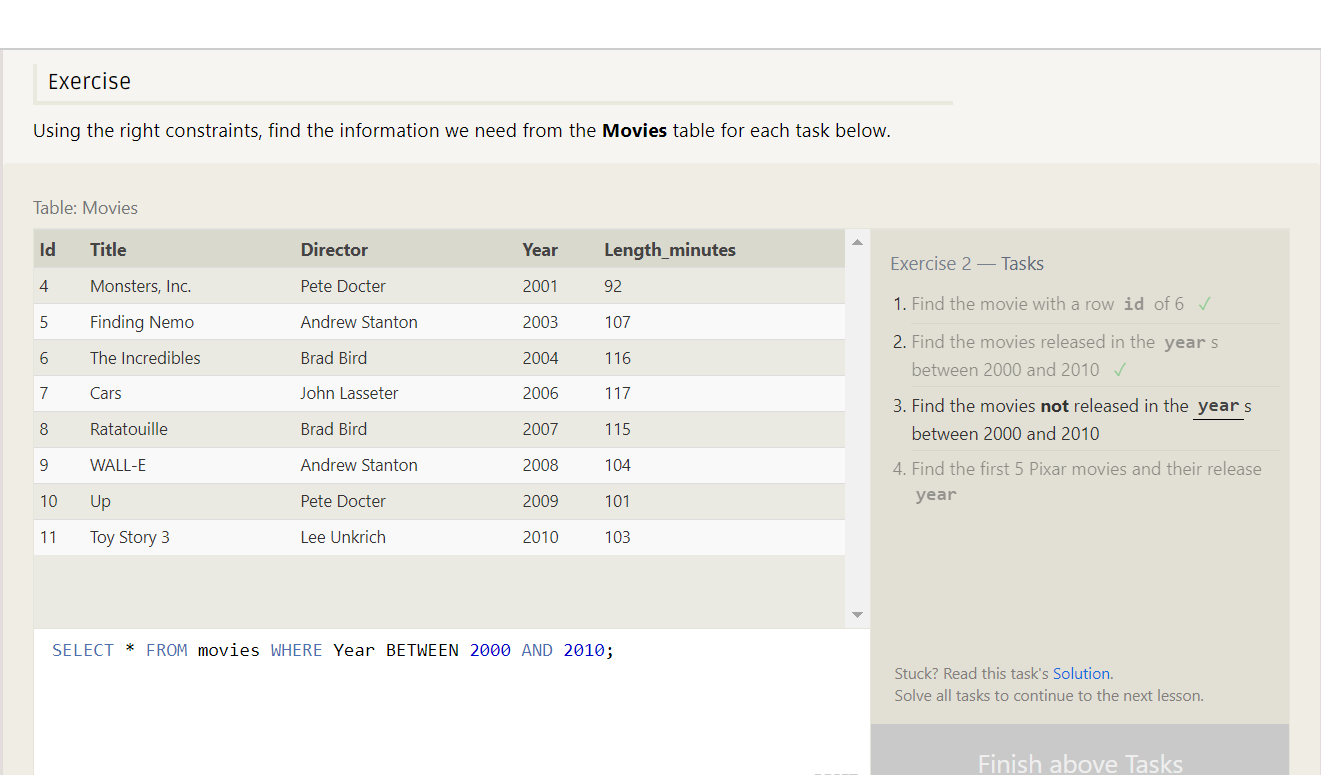 Exercise
Using the right constraints, find the information we need from the Movies table for each task below.
Table: Movies
Id Title Director Year Length_minutes
4 Monsters, Inc. Pete Docter 2001 92
5 Finding Nemo Andrew Stanton 2003 107
6 The Incredibles Brad Bird 2004 116
7 Cars John Lasseter 2006 117
8 Ratatouille Brad Bird 2007 115
9 WALL-E Andrew Stanton 2008 104
10 Up Pete Docter 2009 101
11 Toy Story 3 Lee Unkrich 2010 103
SELECT * FROM movies WHERE Year BETWEEN 2000 AND 2010;
Exercise 2 — Tasks
1. Find the movie with a row id of 6 ✓
2. Find the movies released in the year s
between 2000 and 2010 ✓
3. Find the movies not released in the year s
between 2000 and 2010
4. Find the first 5 Pixar movies and their release
year
Stuck? Read this task's Solution.
Solve all tasks to continue to the next lesson.
Finish above Tasks